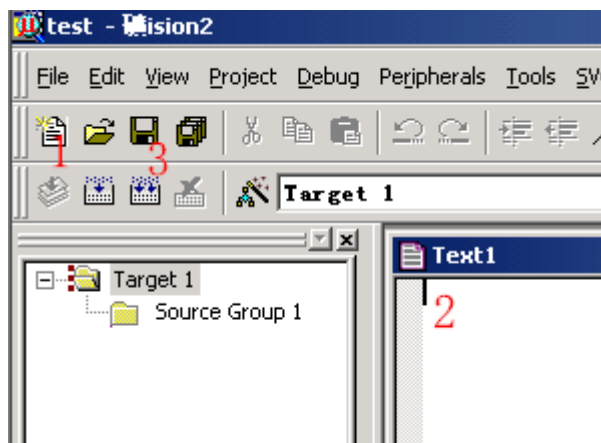 test - µVision2
File Edit View Project Debug Peripherals Tools SV
1 3
Target 1
Text1
Target 1
2
Source Group 1